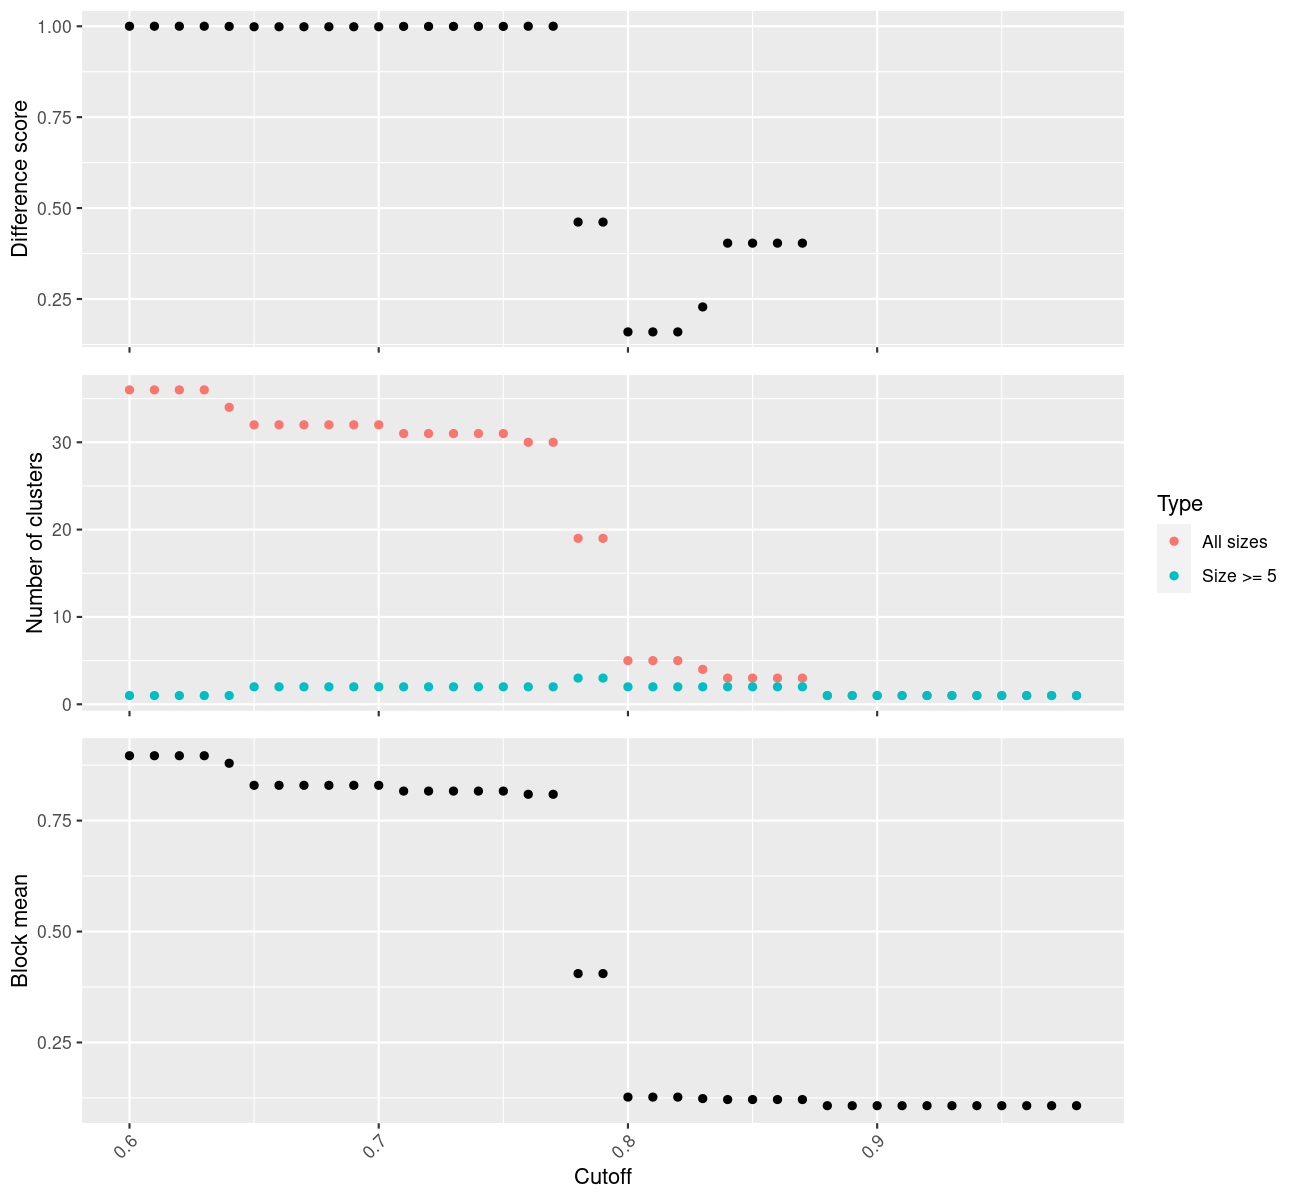 Difference score
1.00
0.75
0.50
0.25
Number of clusters
30
20
10
0
Type
All sizes
Size >= 5
Block mean
0.75
0.50
0.25
0.6
0.7
0.8
0.9
Cutoff